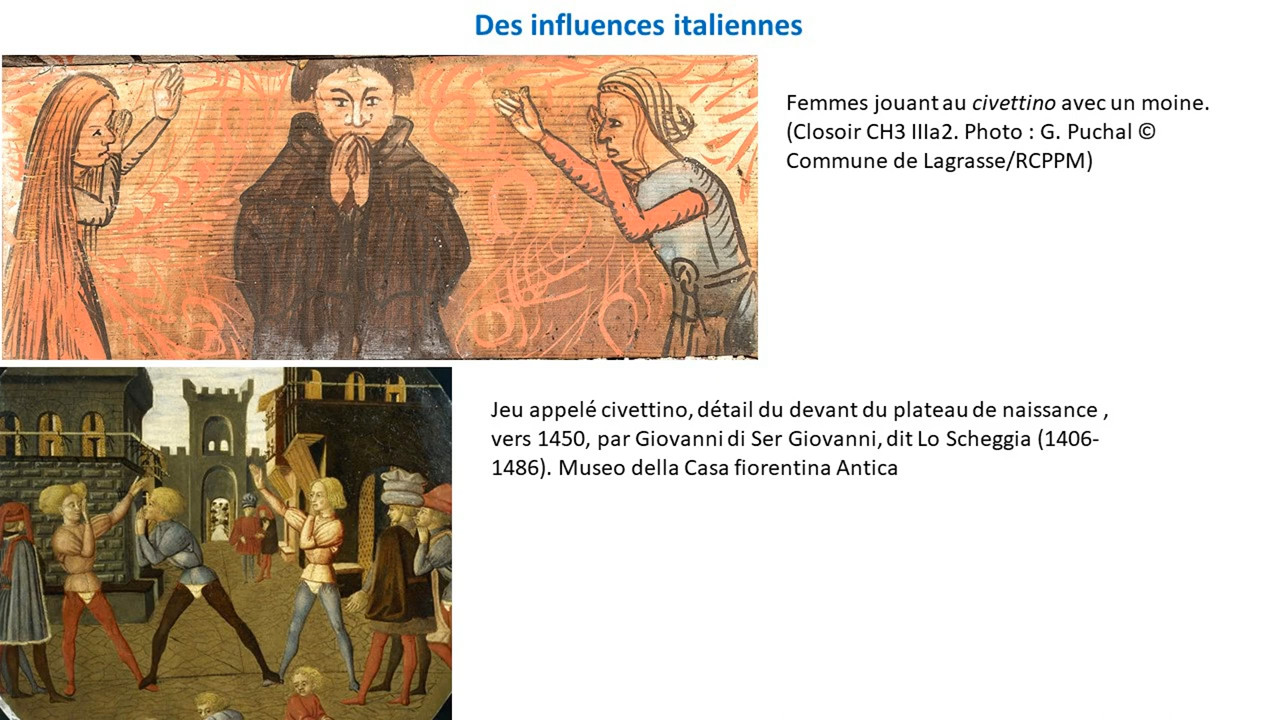 Des influences italiennes
Femmes jouant au civettino avec un moine.
(Closoir CH3 IIIa2. Photo : G. Puchal ©
Commune de Lagrasse/RCPPM)
Jeu appelé civettino, détail du devant du plateau de naissance ,
vers 1450, par Giovanni di Ser Giovanni, dit Lo Scheggia (1406-
1486). Museo della Casa fiorentina Antica